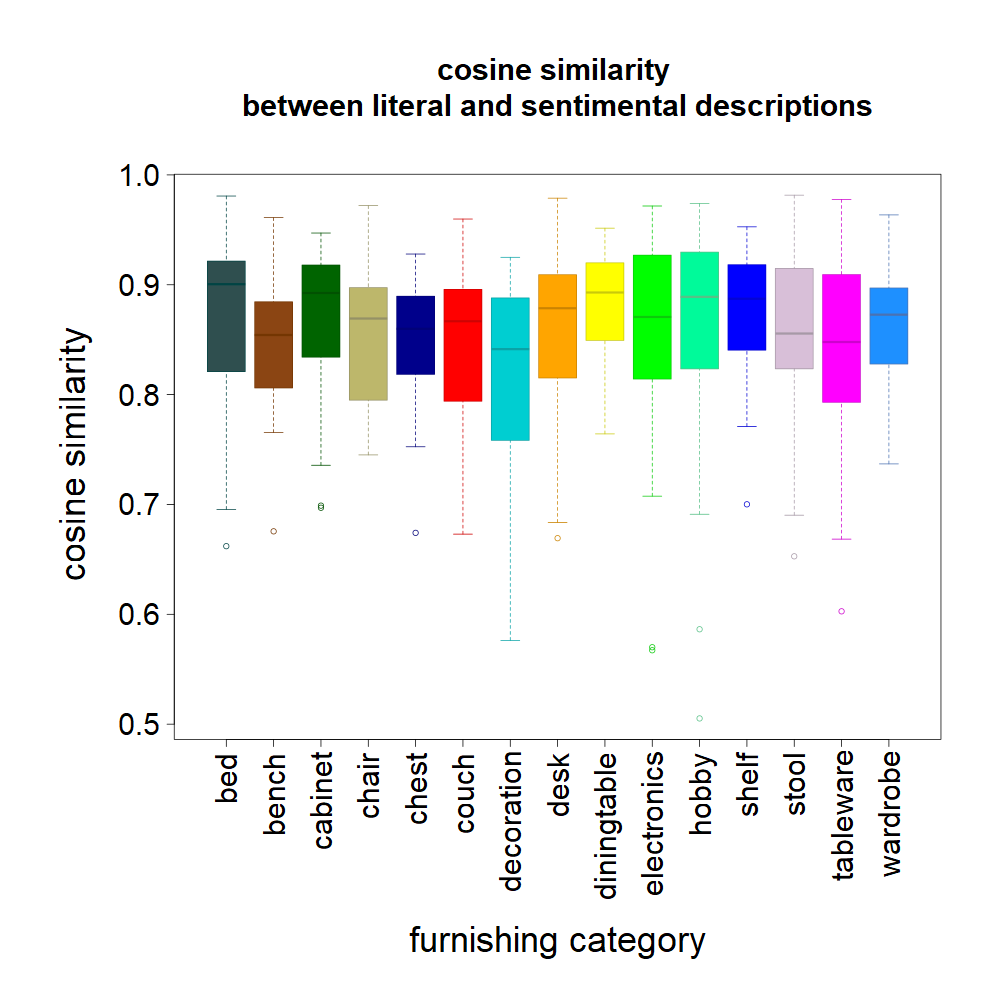 cosine similarity
between literal and sentimental descriptions
cosine similarity
1.0
0.9
0.8
0.7
0.6
0.5
bed
bench
cabinet
chair
chest
couch
decoration
desk
diningtable
electronics
hobby
shelf
stool
tableware
wardrobe
furnishing category